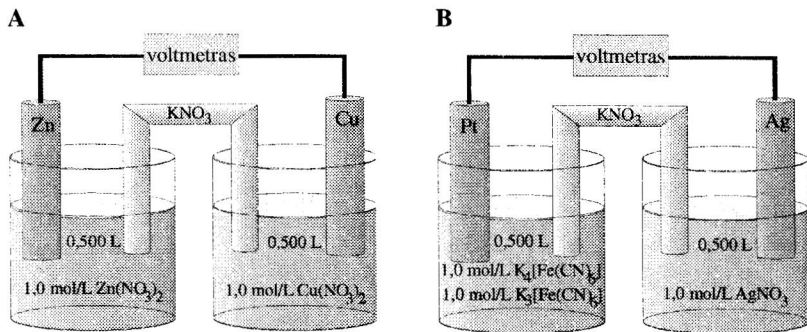 A
voltmetras
Zn
KNO₃
Cu
0,500 L
0,500 L
1,0 mol/L Zn(NO₃)₂
1,0 mol/L Cu(NO₃)₂
B
voltmetras
Pt
KNO₃
Ag
0,500 L
0,500 L
1,0 mol/L K₄[Fe(CN)₆]
1,0 mol/L K₃[Fe(CN)₆]
1,0 mol/L AgNO₃